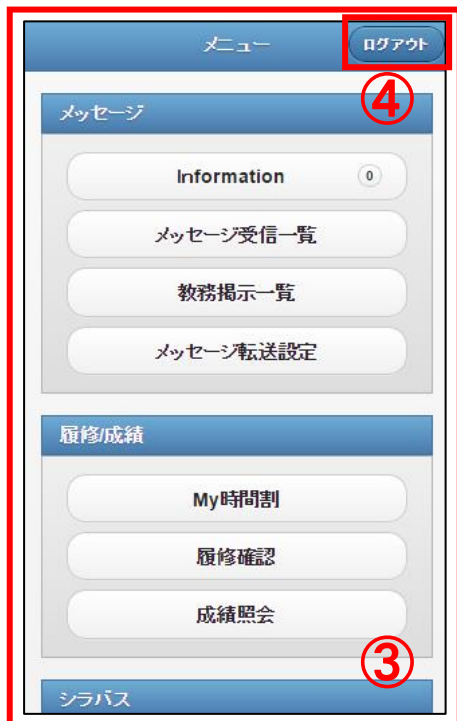 メニュー ログアウト
④
メッセージ
Information 0
メッセージ受信一覧
教務掲示一覧
メッセージ転送設定
履修/成績
My時間割
履修確認
成績照会
③
シラバス